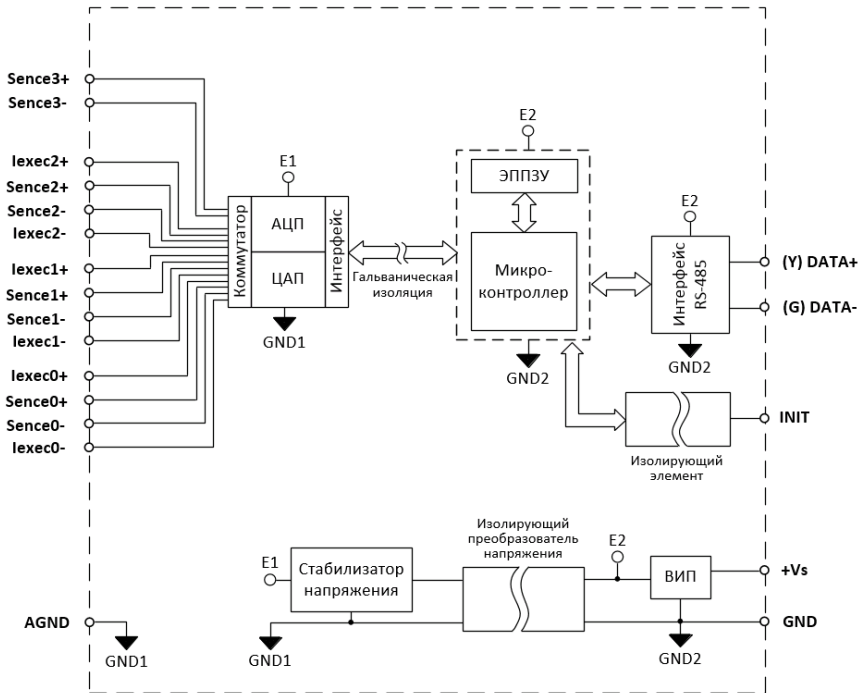 Sence3+
Sence3-
Iexec2+
Sence2+
Sence2-
Iexec2-
Iexec1+
Sence1+
Sence1-
Iexec1-
Iexec0+
Sence0+
Sence0-
Iexec0-
AGND
GND1
E1
Коммутатор
АЦП
ЦАП
Интерфейс
GND1
Гальваническая
изоляция
E2
ЭППЗУ
Микро-
контроллер
GND2
E2
Интерфейс
RS-485
GND2
(Y) DATA+
(G) DATA-
INIT
Изолирующий
элемент
E1
Стабилизатор
напряжения
GND1
Изолирующий
преобразователь
напряжения
E2
ВИП
GND2
+Vs
GND